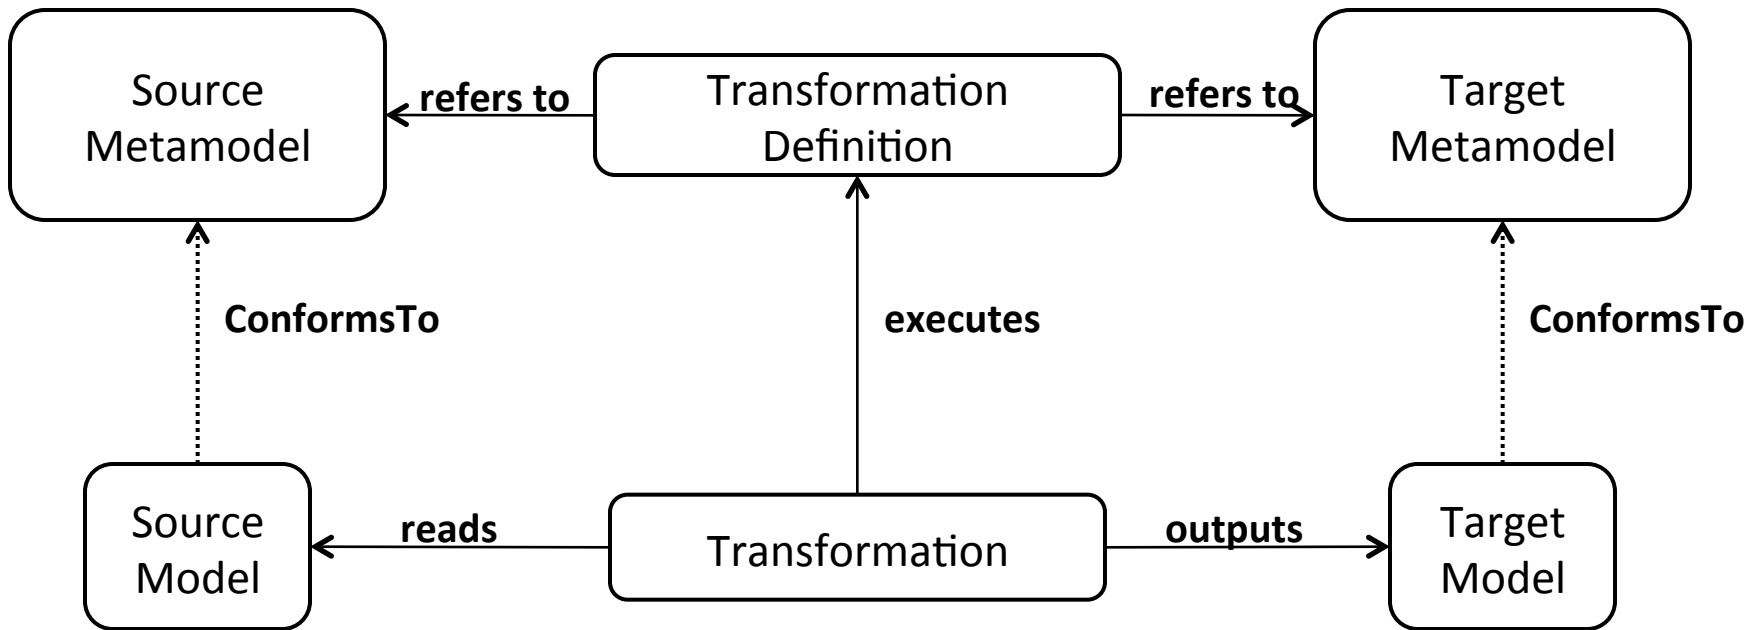 Source
Metamodel
refers to
Transformation
Definition
refers to
Target
Metamodel
ConformsTo
executes
ConformsTo
Source
Model
reads
Transformation
outputs
Target
Model